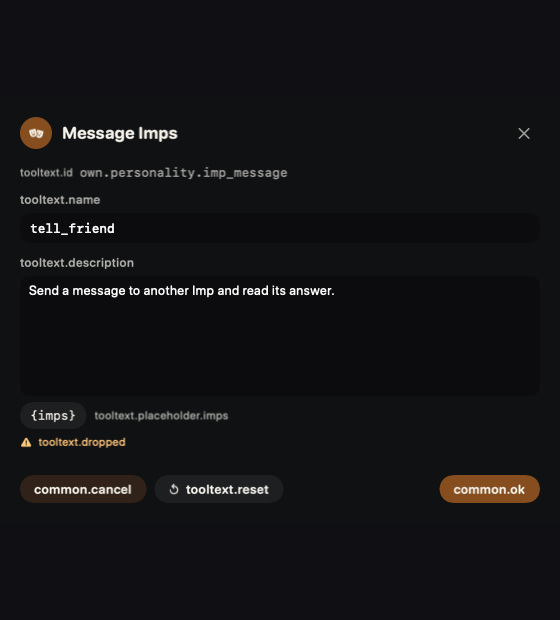 Message Imps
tooltext.id own.personality.imp_message
tooltext.name
tell_friend
tooltext.description
Send a message to another Imp and read its answer.
{imps} tooltext.placeholder.imps
tooltext.dropped
common.cancel tooltext.reset common.ok